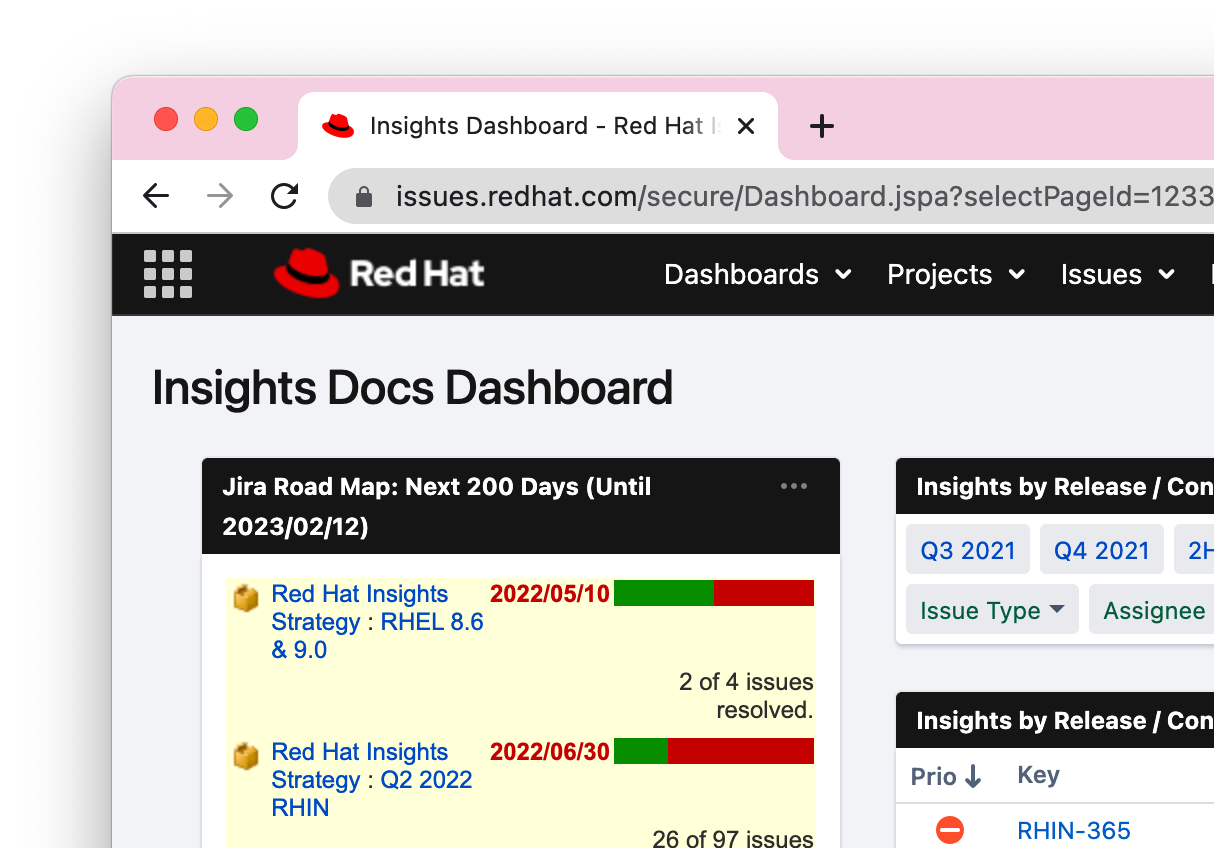 Insights Dashboard - Red Hat
issues.redhat.com/secure/Dashboard.jspa?selectPageId=1233
Red Hat Dashboards Projects Issues
Insights Docs Dashboard
Jira Road Map: Next 200 Days (Until
2023/02/12)
Red Hat Insights 2022/05/10
Strategy : RHEL 8.6
& 9.0
2 of 4 issues
resolved.
Red Hat Insights 2022/06/30
Strategy : Q2 2022
RHIN
26 of 97 issues
Insights by Release / Con
Q3 2021 Q4 2021 2H
Issue Type Assignee
Insights by Release / Con
Prio Key
RHIN-365